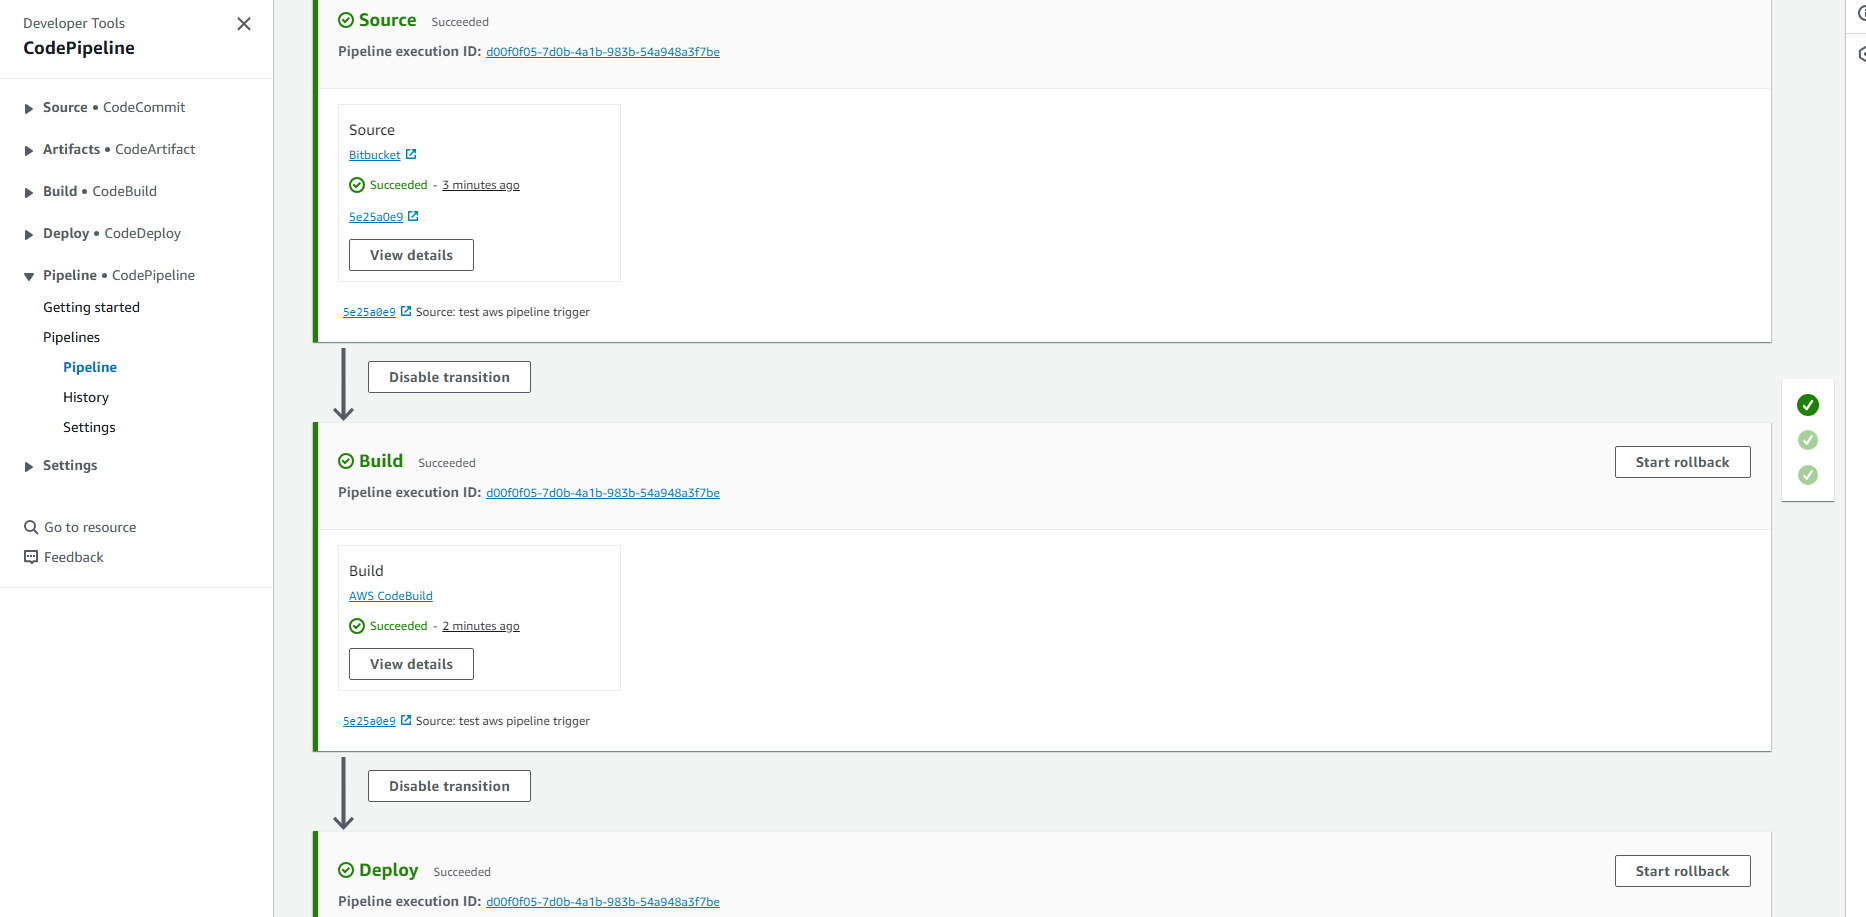 Developer Tools
CodePipeline
Source • CodeCommit
Artifacts • CodeArtifact
Build • CodeBuild
Deploy • CodeDeploy
Pipeline • CodePipeline
Getting started
Pipelines
Pipeline
History
Settings
Settings
Go to resource
Feedback
Source Succeeded
Pipeline execution ID: d00f0f05-7d0b-4a1b-983b-54a948a3f7be
Source
Bitbucket
Succeeded - 3 minutes ago
5e25a0e9
View details
5e25a0e9 Source: test aws pipeline trigger
Disable transition
Build Succeeded
Start rollback
Pipeline execution ID: d00f0f05-7d0b-4a1b-983b-54a948a3f7be
Build
AWS CodeBuild
Succeeded - 2 minutes ago
View details
5e25a0e9 Source: test aws pipeline trigger
Disable transition
Deploy Succeeded
Start rollback
Pipeline execution ID: d00f0f05-7d0b-4a1b-983b-54a948a3f7be